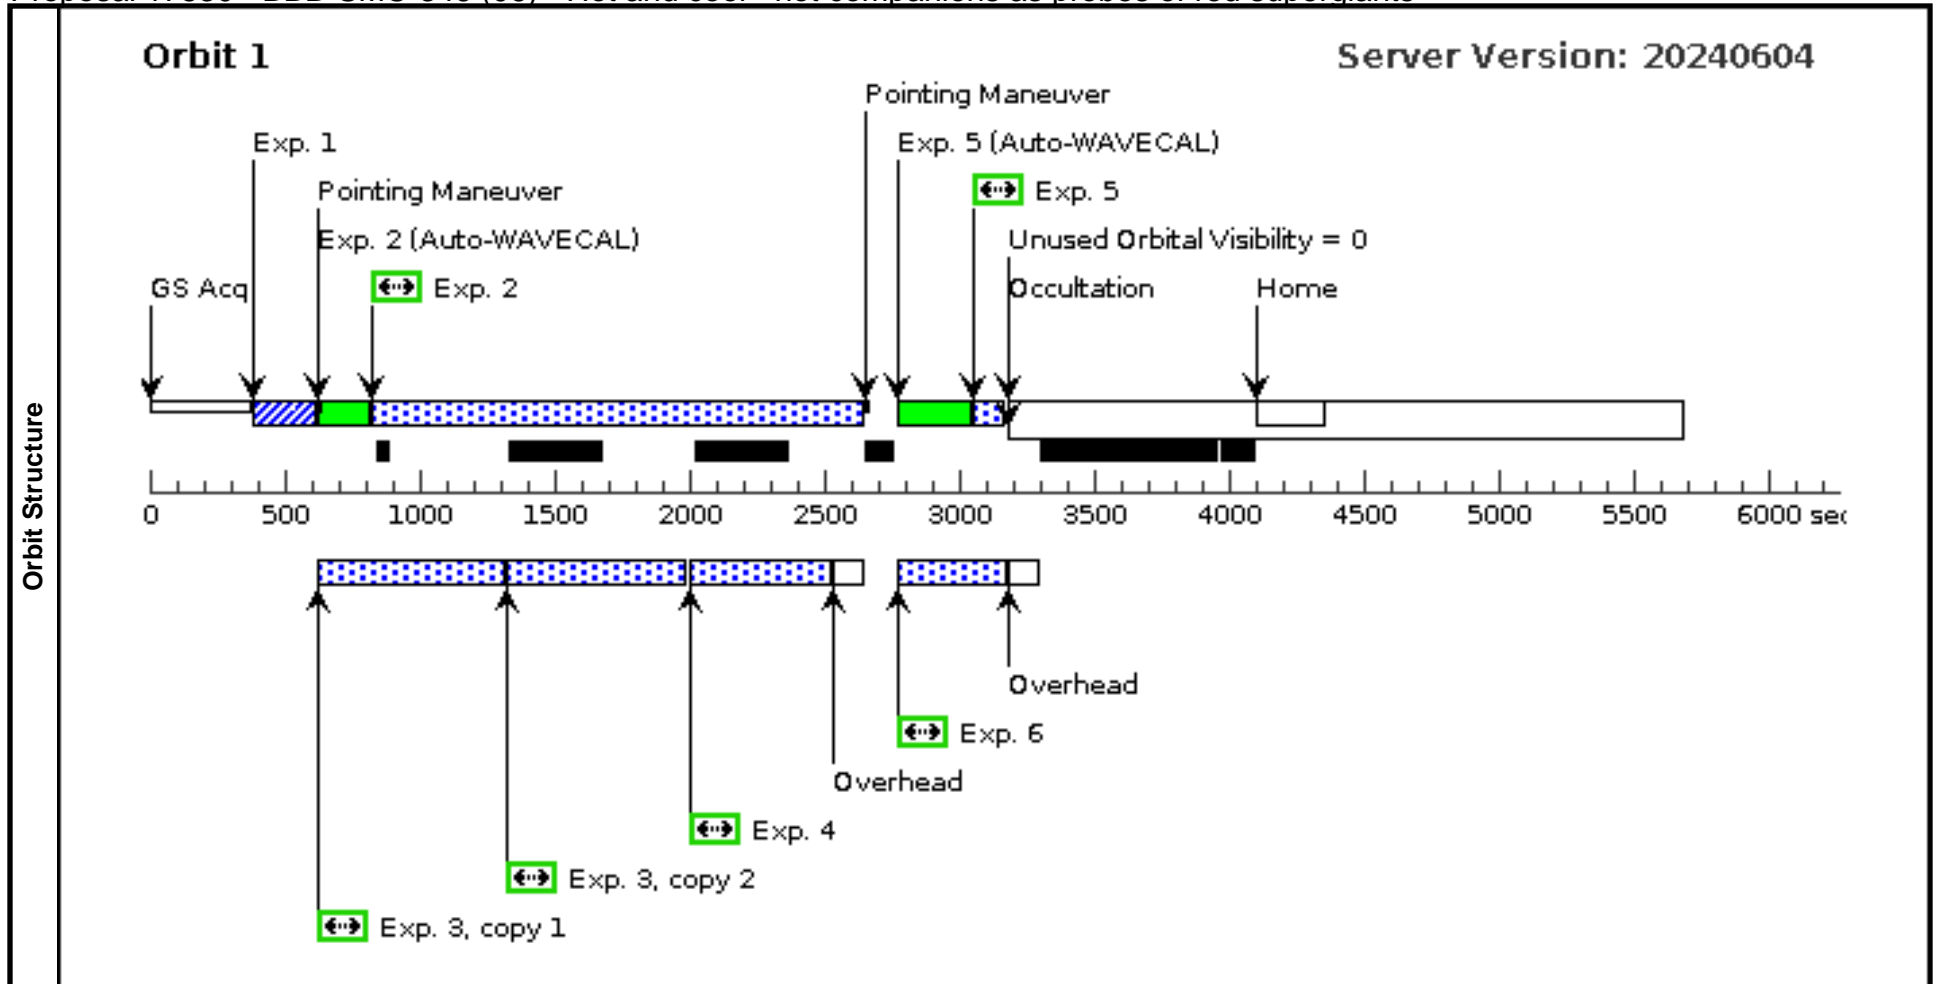 Orbit 1
Server Version: 20240604
Pointing Maneuver
Exp. 1
Exp. 5 (Auto-WAVECAL)
Pointing Maneuver
Exp. 5
Exp. 2 (Auto-WAVECAL)
Unused Orbital Visibility = 0
GS Acq
Exp. 2
Occultation
Home
Orbit Structure
0 500 1000 1500 2000 2500 3000 3500 4000 4500 5000 5500 6000 sec
Overhead
Exp. 6
Overhead
Exp. 4
Exp. 3, copy 2
Exp. 3, copy 1